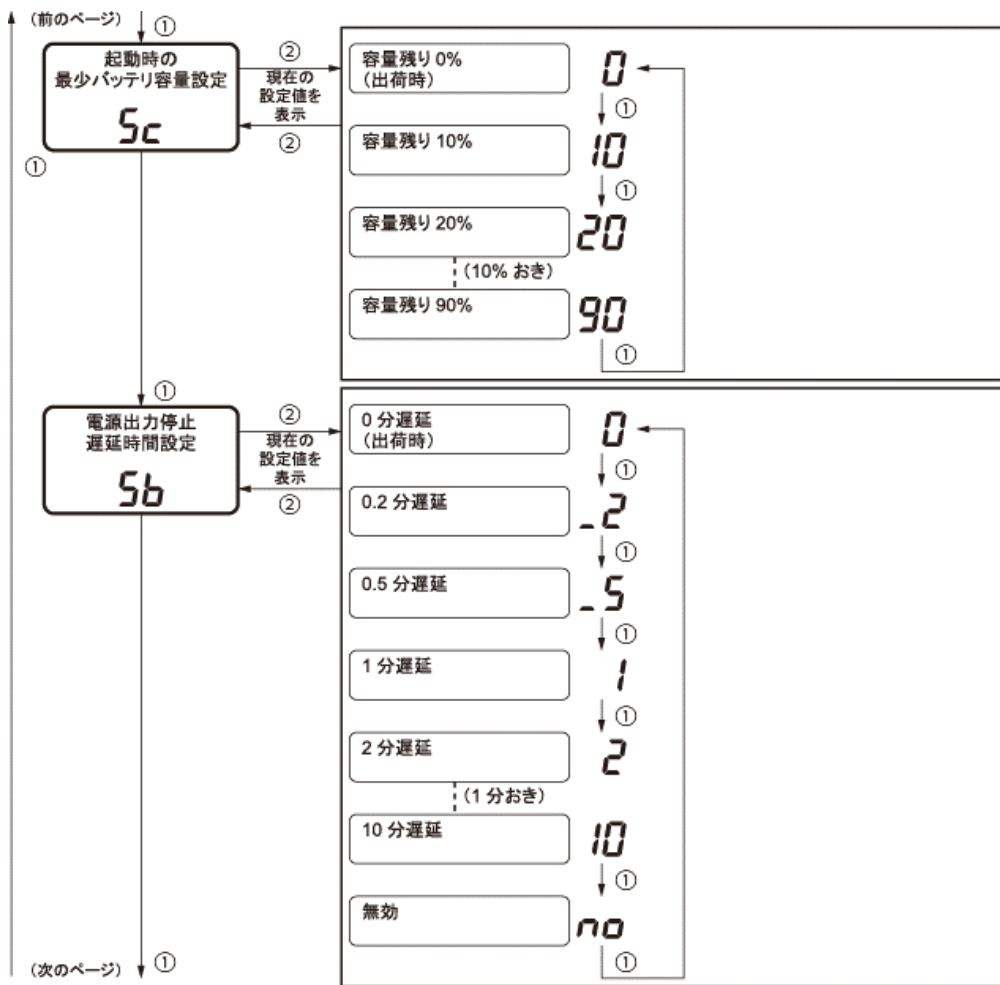 (前のページ)
①
起動時の
最少バッテリ容量設定
Sc
②
現在の
設定値を
表示
②
容量残り 0%
(出荷時)
0
①
容量残り 10%
10
①
容量残り 20%
20
(10% おき)
容量残り 90%
90
①
①
①
電源出力停止
遅延時間設定
Sb
②
現在の
設定値を
表示
②
0 分遅延
(出荷時)
0
①
0.2 分遅延
_2
①
0.5 分遅延
_5
①
1 分遅延
1
①
2 分遅延
2
(1 分おき)
10 分遅延
10
①
無効
no
①
(次のページ)
①